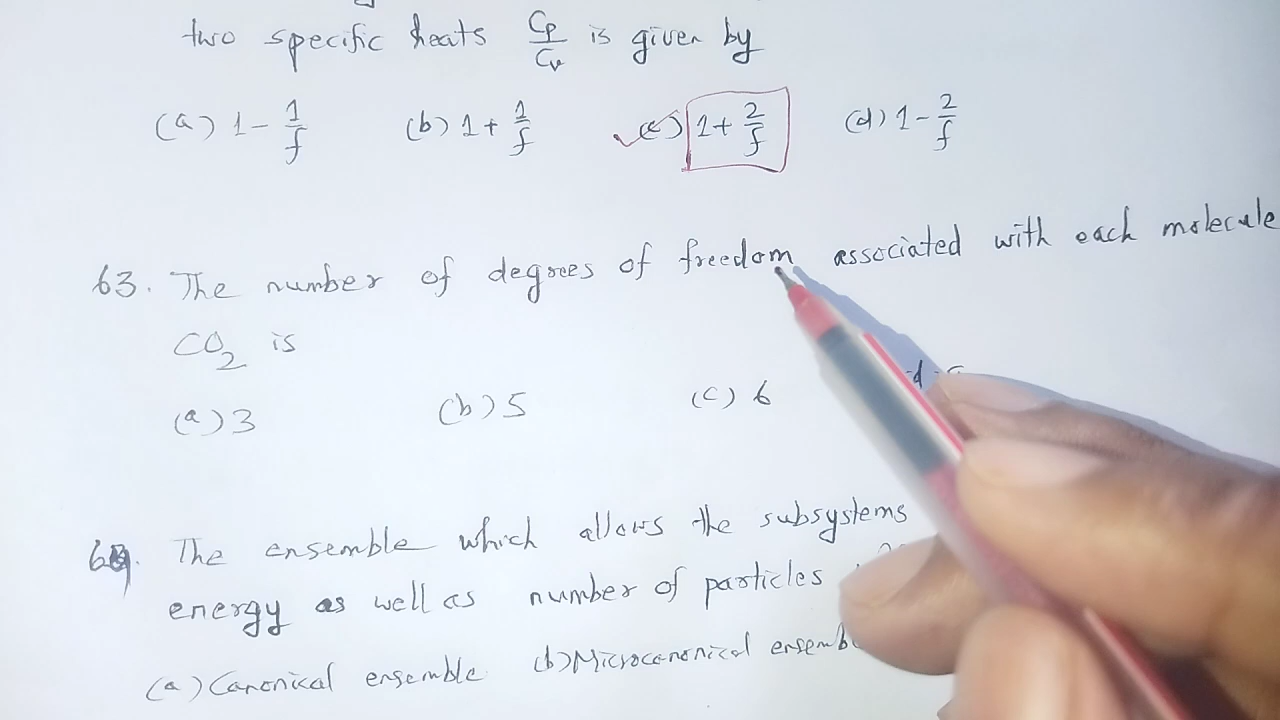 two specific heats Cp/Cv is given by
(a) 1 - 1/f (b) 1 + 1/f (c) 1 + 2/f (d) 1 - 2/f
63. The number of degrees of freedom associated with each molecule
CO2 is
(a) 3 (b) 5 (c) 6
The ensemble which allows the subsystems
energy as well as number of particles
(a) Canonical ensemble (b) Microcanonical